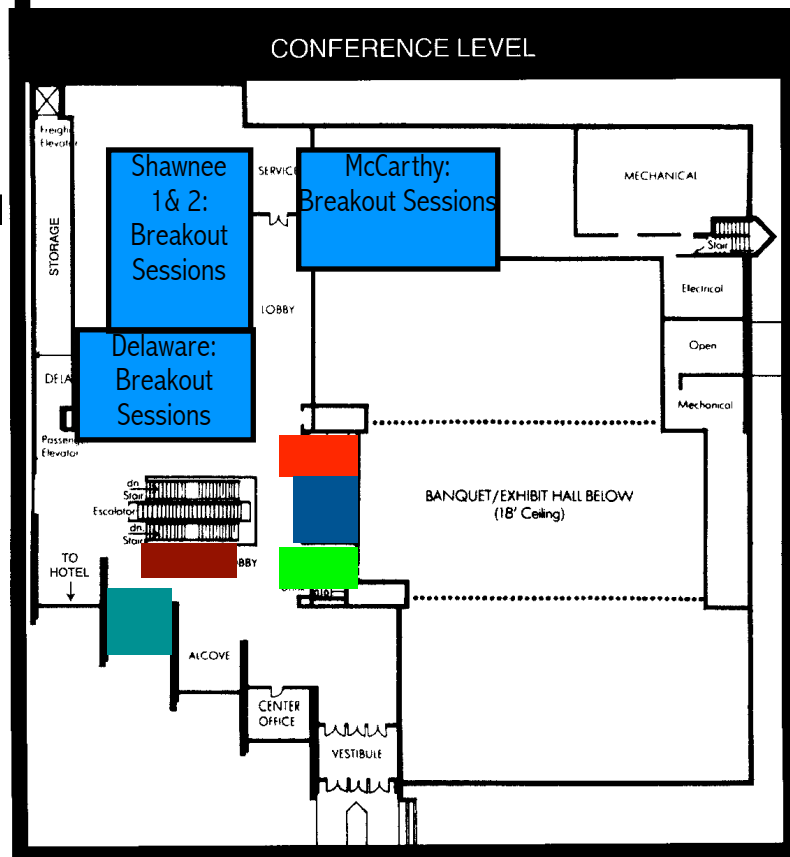 CONFERENCE LEVEL
Elevator
STORAGE
Shawnee
1& 2:
Breakout
Sessions
SERVICE
McCarthy:
Breakout Sessions
MECHANICAL
Stair
Electrical
LOBBY
Open
Delaware:
Breakout
Sessions
Mechanical
Elevator
dn
Stair
Escalator
dn.
Stair
BANQUET/EXHIBIT HALL BELOW
(18' Ceiling)
TO
HOTEL
ALCOVE
CENTER
OFFICE
VESTIBULE